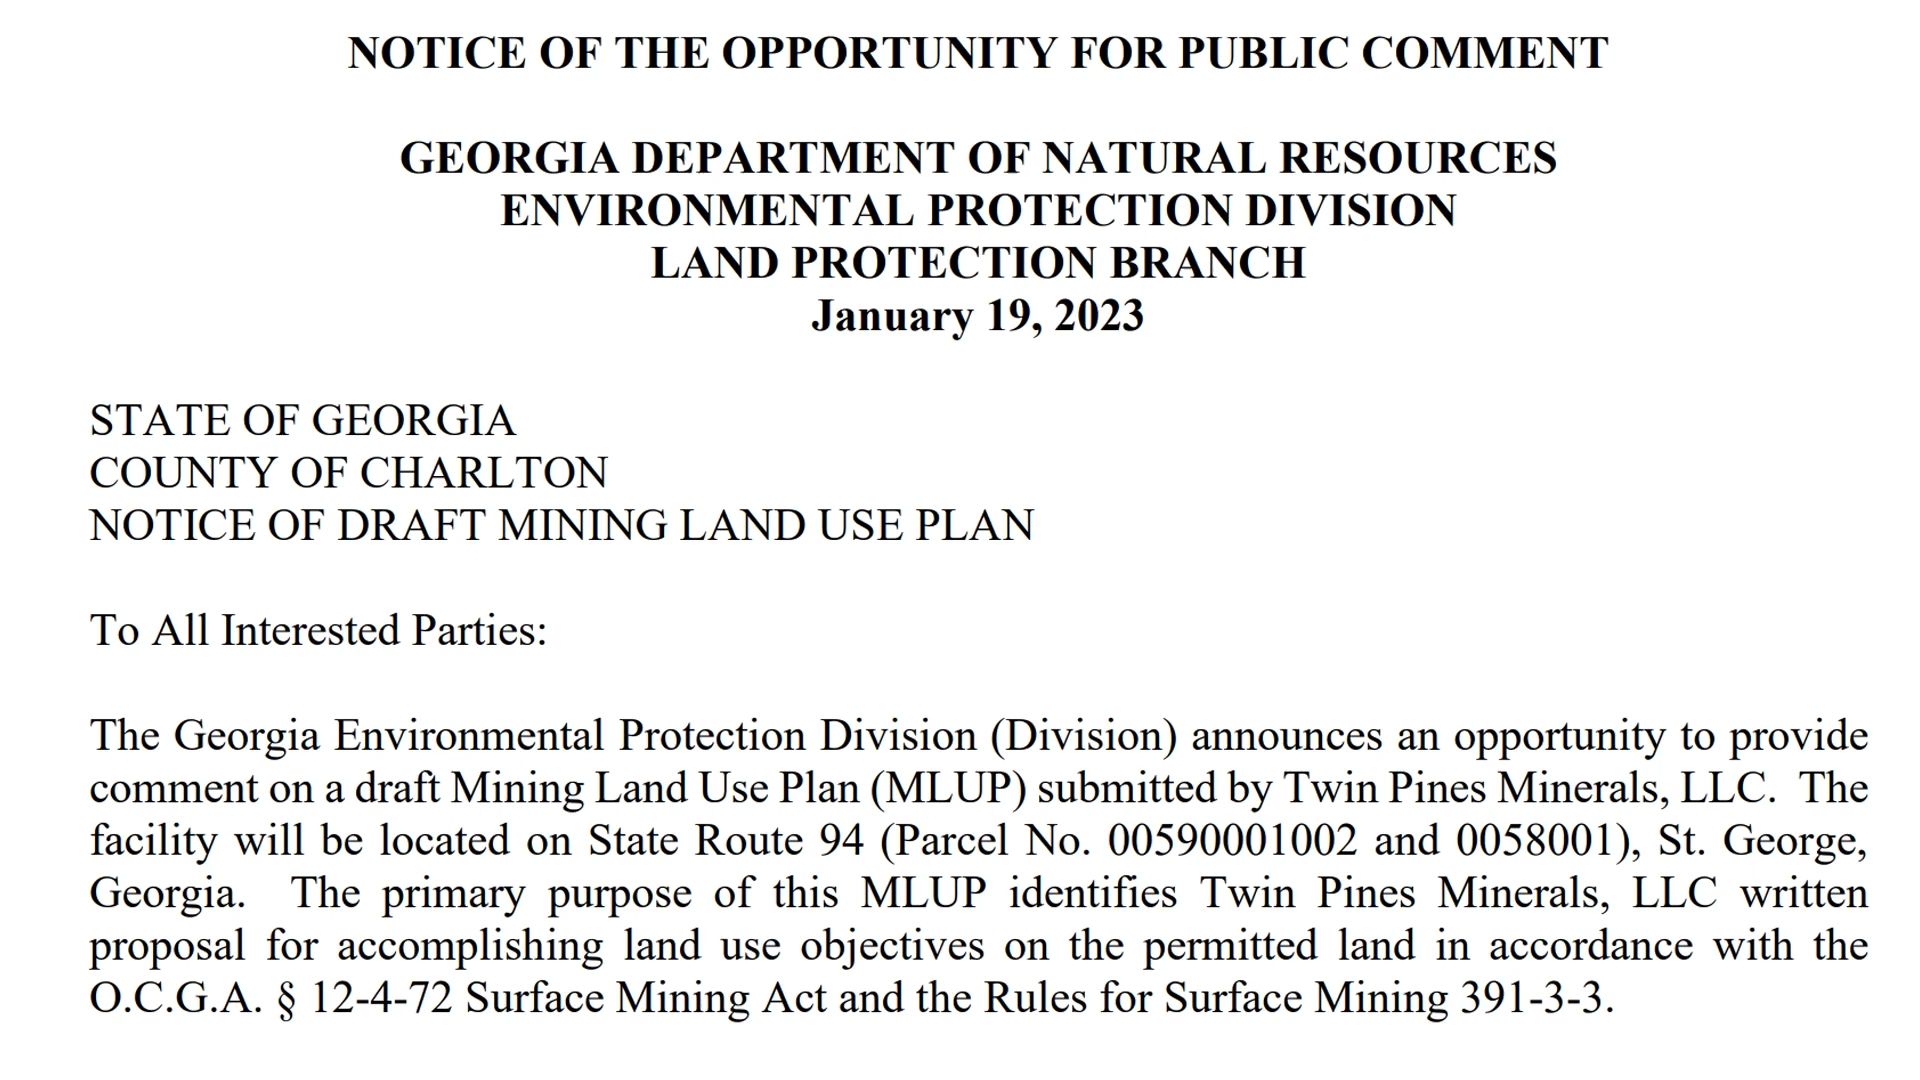 NOTICE OF THE OPPORTUNITY FOR PUBLIC COMMENT
GEORGIA DEPARTMENT OF NATURAL RESOURCES
ENVIRONMENTAL PROTECTION DIVISION
LAND PROTECTION BRANCH
January 19, 2023
STATE OF GEORGIA
COUNTY OF CHARLTON
NOTICE OF DRAFT MINING LAND USE PLAN
To All Interested Parties:
The Georgia Environmental Protection Division (Division) announces an opportunity to provide
comment on a draft Mining Land Use Plan (MLUP) submitted by Twin Pines Minerals, LLC.  The
facility will be located on State Route 94 (Parcel No. 00590001002 and 0058001), St. George,
Georgia.  The primary purpose of this MLUP identifies Twin Pines Minerals, LLC written
proposal for accomplishing land use objectives on the permitted land in accordance with the
O.C.G.A. § 12-4-72 Surface Mining Act and the Rules for Surface Mining 391-3-3.